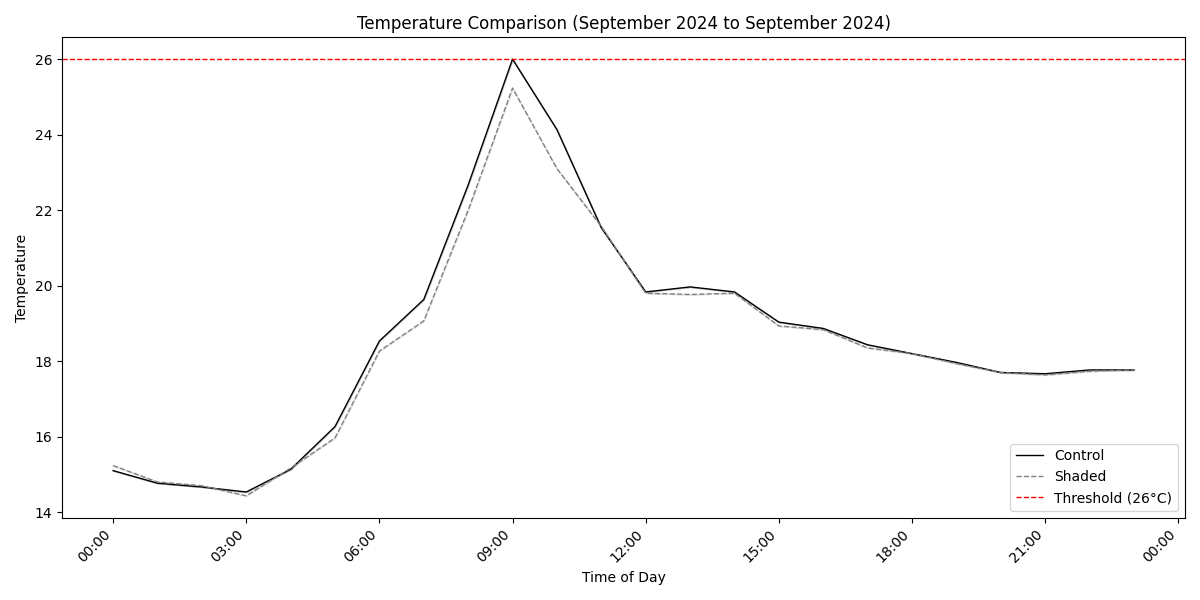 Temperature Comparison (September 2024 to September 2024)
Temperature
26
24
22
20
18
16
14
Control
Shaded
Threshold (26°C)
00:00
03:00
06:00
09:00
12:00
15:00
18:00
21:00
00:00
Time of Day